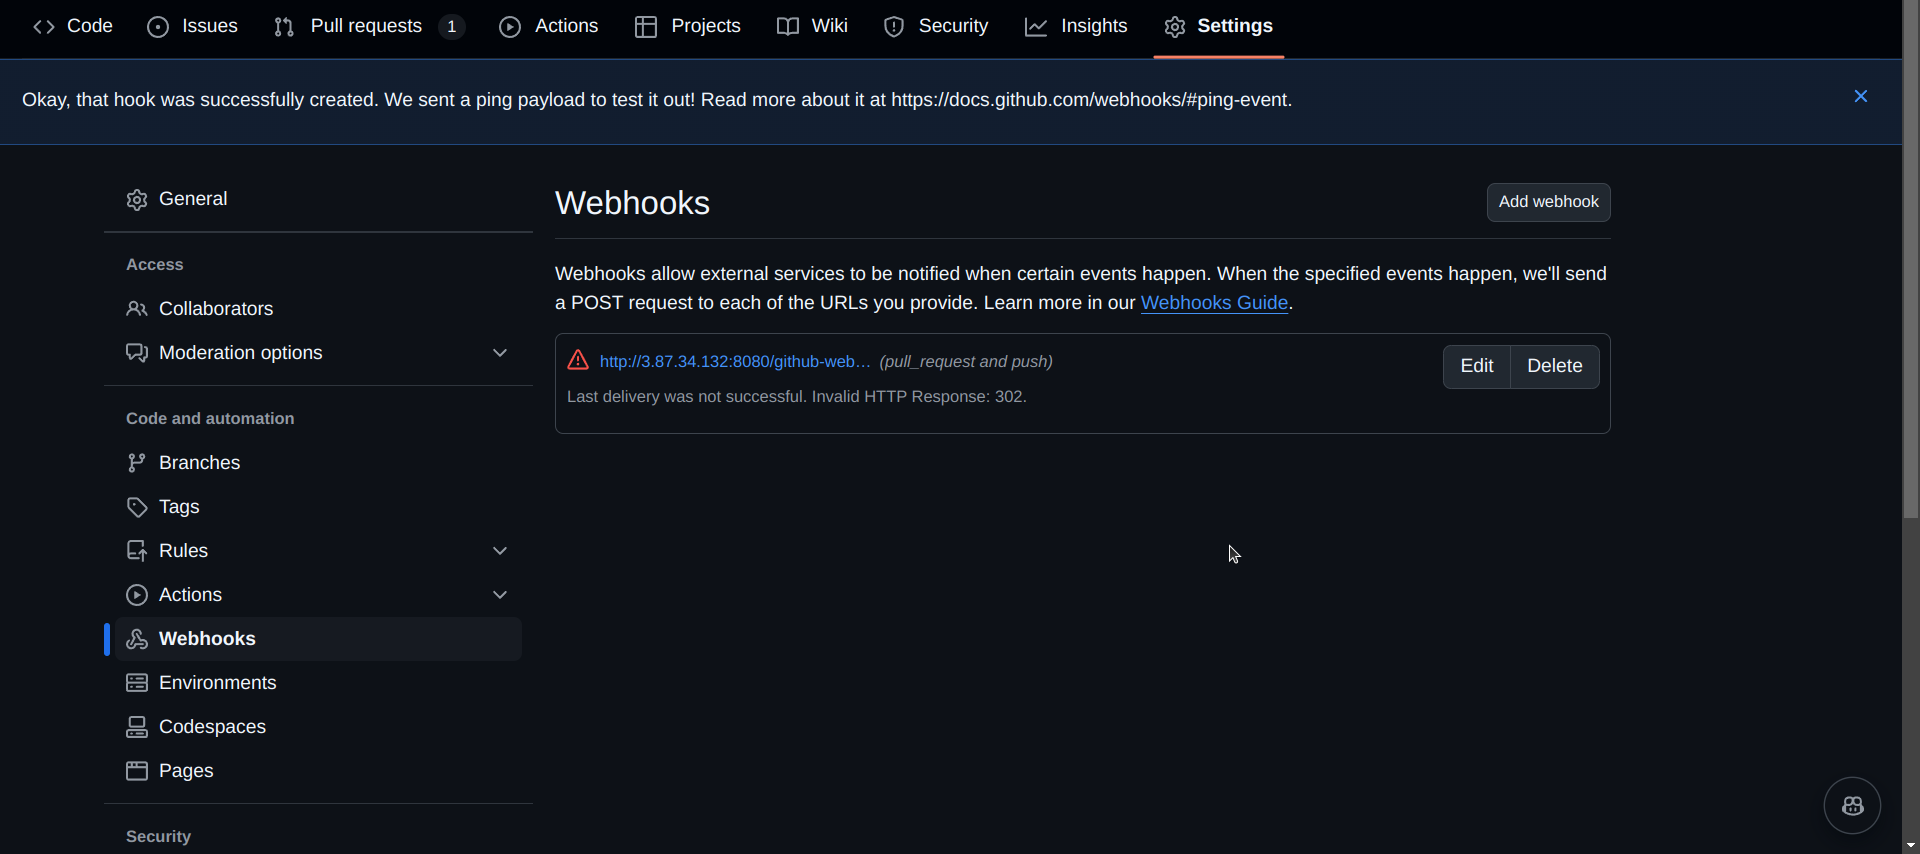 Code Issues Pull requests 1 Actions Projects Wiki Security Insights Settings
Okay, that hook was successfully created. We sent a ping payload to test it out! Read more about it at https://docs.github.com/webhooks/#ping-event.
General
Access
Collaborators
Moderation options
Code and automation
Branches
Tags
Rules
Actions
Webhooks
Environments
Codespaces
Pages
Security
Webhooks
Add webhook
Webhooks allow external services to be notified when certain events happen. When the specified events happen, we'll send
a POST request to each of the URLs you provide. Learn more in our Webhooks Guide.
http://3.87.34.132:8080/github-web… (pull_request and push)
Edit Delete
Last delivery was not successful. Invalid HTTP Response: 302.